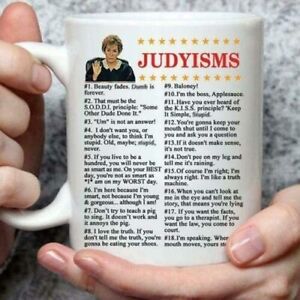 JUDYISMS
#1. Beauty fades. Dumb is
forever.
#2. That must be the
S.O.D.D.I. principle: "Some
Other Dude Done It."
#3. "Um" is not an answer!
#4. I don't want you, or
anybody else, to think I'm
stupid. Old, maybe; stupid,
never.
#5. If you live to be a
hundred, you will never be
as smart as me. On your BEST
day, you're not as smart as
*I* am on my WORST day.
#6. I'm here because I'm
smart, not because I'm young
& gorgeous... although I am!
#7. Don't try to teach a pig
to sing. It doesn't work and
it annoys the pig.
#8. I love the truth. If you
don't tell me the truth, you're
gonna be eating your shoes.
#9. Baloney!
#10. I'm the boss, Applesauce.
#11. Have you ever heard of
the K.I.S.S. principle? Keep
It Simple, Stupid.
#12. You're gonna keep your
mouth shut until I come to
you and ask you a question
#13. If it doesn't make sense,
it's not true.
#14. Don't pee on my leg and
tell me it's raining.
#15. Of course I'm right; I'm
always right. I'm like a truth
machine.
#16. When you can't look at
me in the eye and tell me the
story, that means you're lying
#17. If you want the facts,
you go to a therapist. If you
want the law, you come to
court.
#18. When
mouth moves, yours st